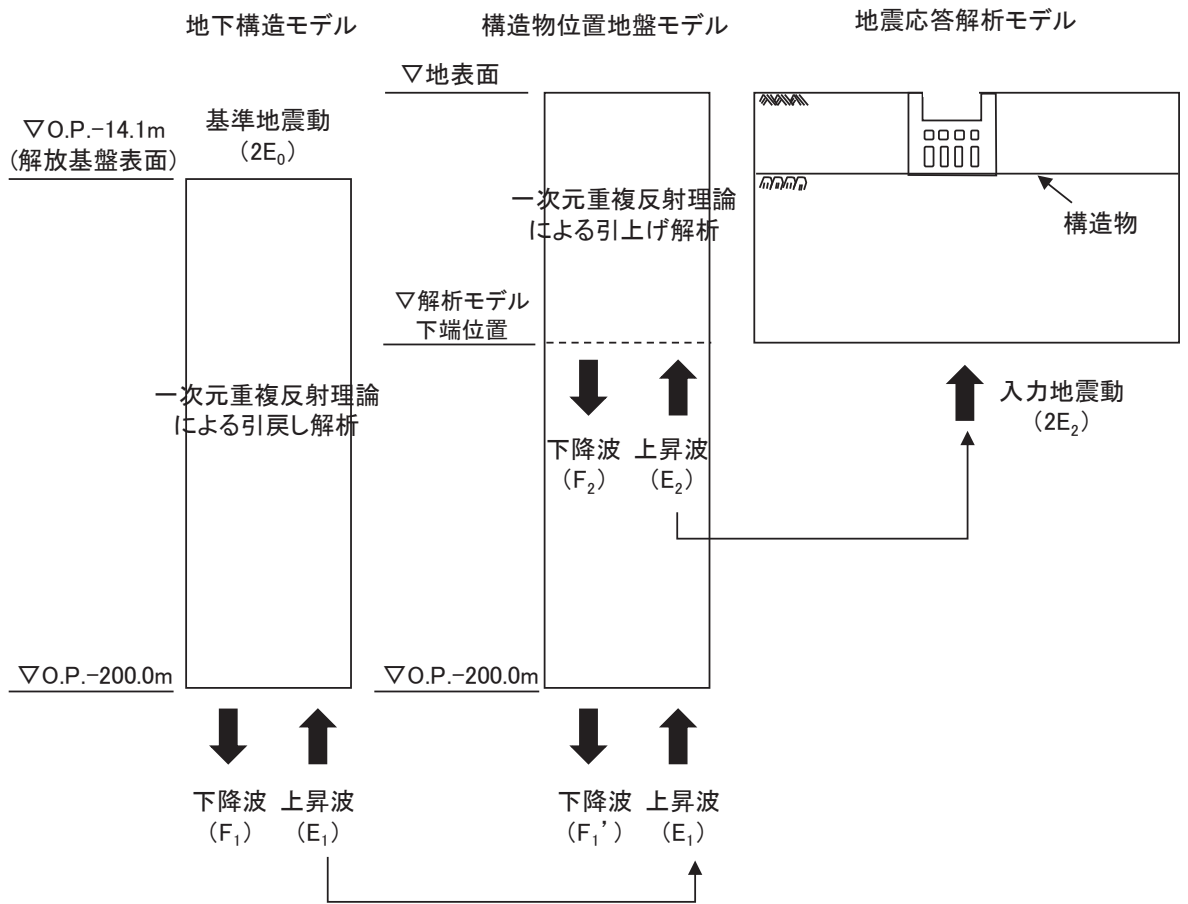 地下構造モデル
▽O.P.-14.1m
(解放基盤表面)
基準地震動
（2E₀）
一次元重複反射理論
による引戻し解析
▽O.P.-200.0m
下降波
（F₁）
上昇波
（E₁）
構造物位置地盤モデル
▽地表面
一次元重複反射理論
による引上げ解析
▽解析モデル
下端位置
下降波
（F₂）
上昇波
（E₂）
▽O.P.-200.0m
下降波
（F₁’）
上昇波
（E₁）
地震応答解析モデル
構造物
入力地震動
（2E₂）